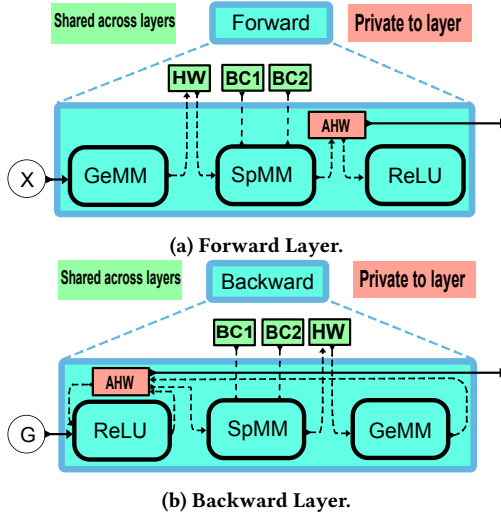 Shared across layers
Forward
Private to layer
HW
BC1
BC2
AHW
X
GeMM
SpMM
ReLU
(a) Forward Layer.
Shared across layers
Backward
Private to layer
BC1
BC2
HW
AHW
G
ReLU
SpMM
GeMM
(b) Backward Layer.